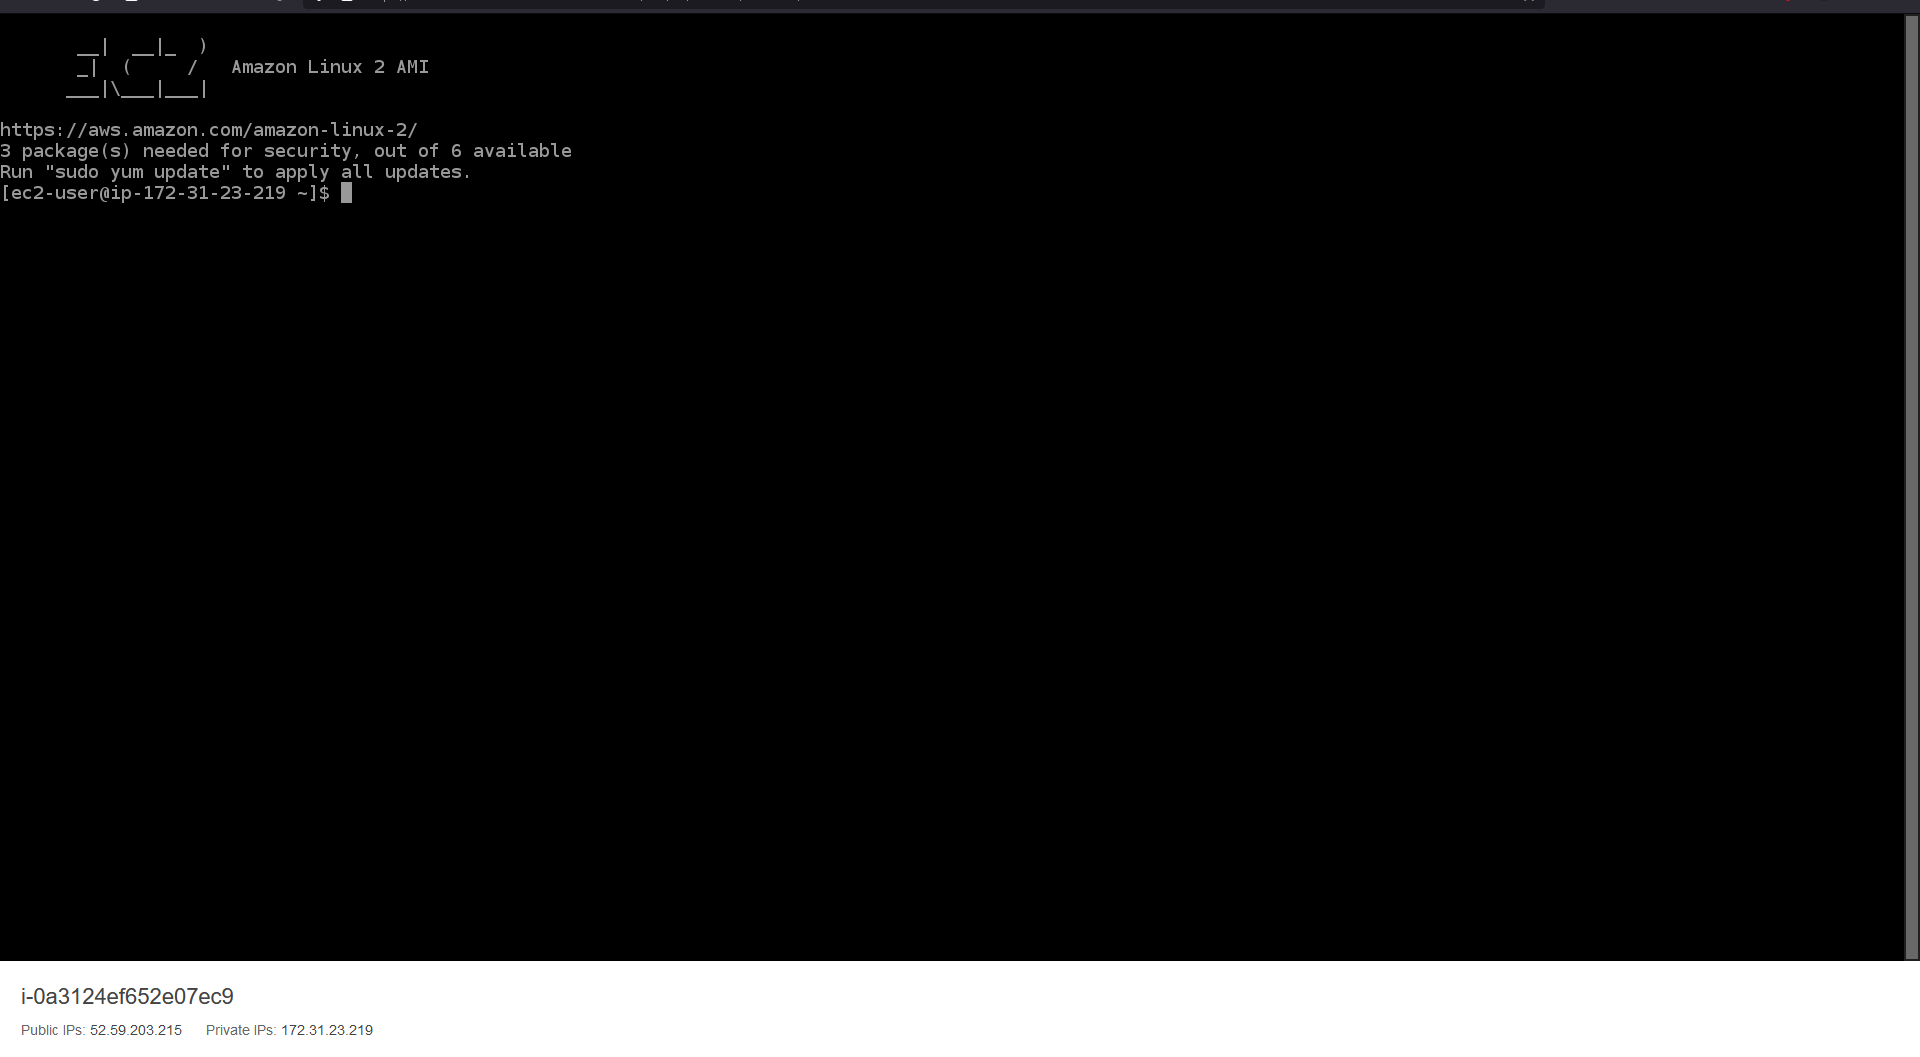 __|  __|_  )
_|  (     /   Amazon Linux 2 AMI
___|\___|___|
https://aws.amazon.com/amazon-linux-2/
3 package(s) needed for security, out of 6 available
Run "sudo yum update" to apply all updates.
[ec2-user@ip-172-31-23-219 ~]$
i-0a3124ef652e07ec9
Public IPs: 52.59.203.215 Private IPs: 172.31.23.219